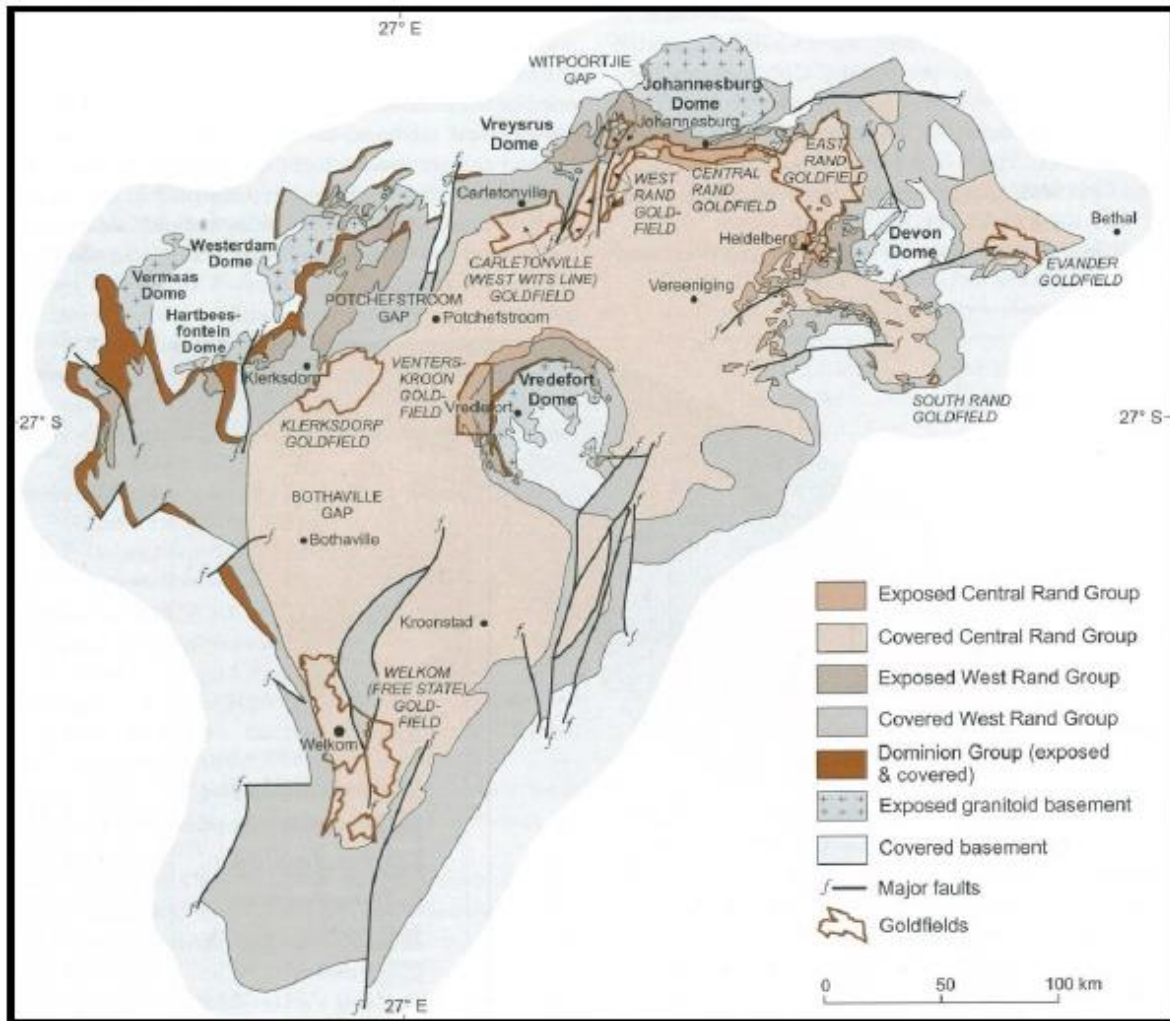 27° E
WITPOORTJIE
GAP
Johannesburg
Dome
Johannesburg
Vreysrus
Dome
EAST
RAND
GOLDFIELD
CENTRAL
RAND
GOLDFIELD
WEST
RAND
GOLD-
FIELD
Carletonville
Westerdam
Dome
Heidelberg
Devon
Dome
Bethal
EVANDER
GOLDFIELD
CARLETONVILLE
(WEST WITS LINE)
GOLDFIELD
Vermaas
Dome
Vereeniging
POTCHEFSTROOM
GAP
Potchefstroom
Hartbees-
fontein
Dome
Klerksdorp
VENTERS-
KROON
GOLD-
FIELD
Vredefort
Dome
Vredefort
SOUTH RAND
GOLDFIELD
27° S
27° S
KLERKSDORP
GOLDFIELD
BOTHAVILLE
GAP
Bothaville
Kroonstad
WELKOM
(FREE STATE)
GOLD-
FIELD
Welkom
Exposed Central Rand Group
Covered Central Rand Group
Exposed West Rand Group
Covered West Rand Group
Dominion Group (exposed
& covered)
Exposed granitoid basement
Covered basement
f Major faults
Goldfields
0 50 100 km
27° E